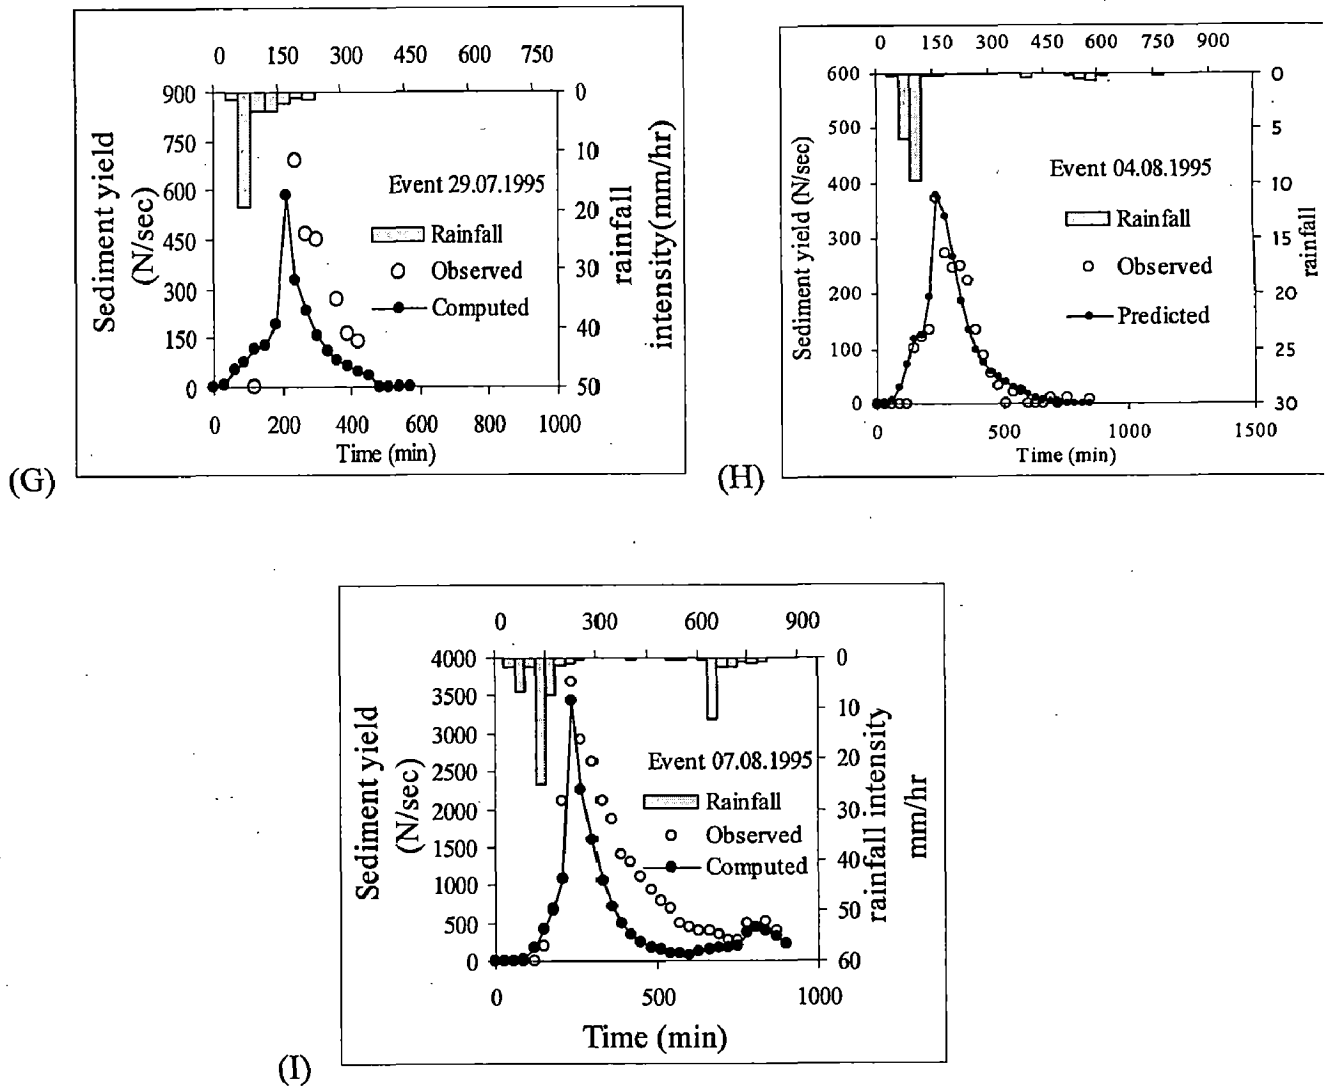 0 150 300 450 600 750
900 750 600 450 300 150 0
0 10 20 30 40 50
Sediment yield
(N/sec)
rainfall
intensity(mm/hr)
Event 29.07.1995
Rainfall
Observed
Computed
0 200 400 600 800 1000
Time (min)
(G)
0 150 300 450 600 750 900
600 500 400 300 200 100 0
0 5 10 15 20 25 30
Sediment yield (N/sec)
rainfall
Event 04.08.1995
Rainfall
Observed
Predicted
0 500 1000 1500
Time (min)
(H)
0 300 600 900
4000 3500 3000 2500 2000 1500 1000 500 0
0 10 20 30 40 50 60
Sediment yield
(N/sec)
rainfall intensity
mm/hr
Event 07.08.1995
Rainfall
Observed
Computed
0 500 1000
Time (min)
(I)